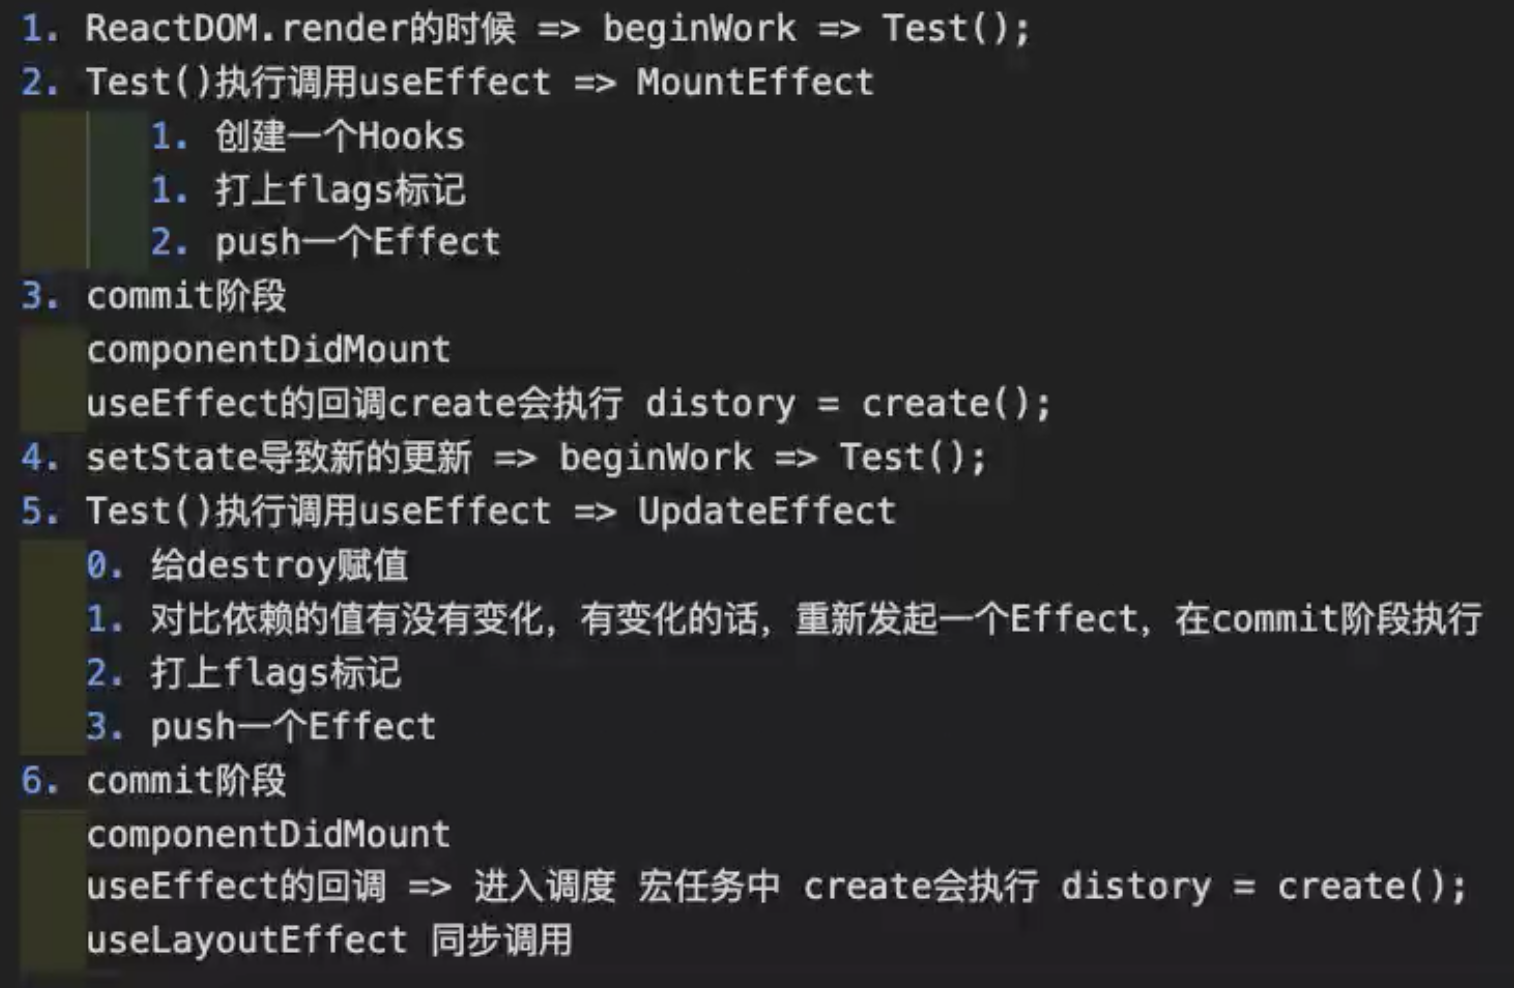 1. ReactDOM.render的时候 => beginWork => Test();
2. Test()执行调用useEffect => MountEffect
1. 创建一个Hooks
1. 打上flags标记
2. push一个Effect
3. commit阶段
componentDidMount
useEffect的回调create会执行 distory = create();
4. setState导致新的更新 => beginWork => Test();
5. Test()执行调用useEffect => UpdateEffect
0. 给destroy赋值
1. 对比依赖的值有没有变化，有变化的话，重新发起一个Effect，在commit阶段执行
2. 打上flags标记
3. push一个Effect
6. commit阶段
componentDidMount
useEffect的回调 => 进入调度 宏任务中 create会执行 distory = create();
useLayoutEffect 同步调用